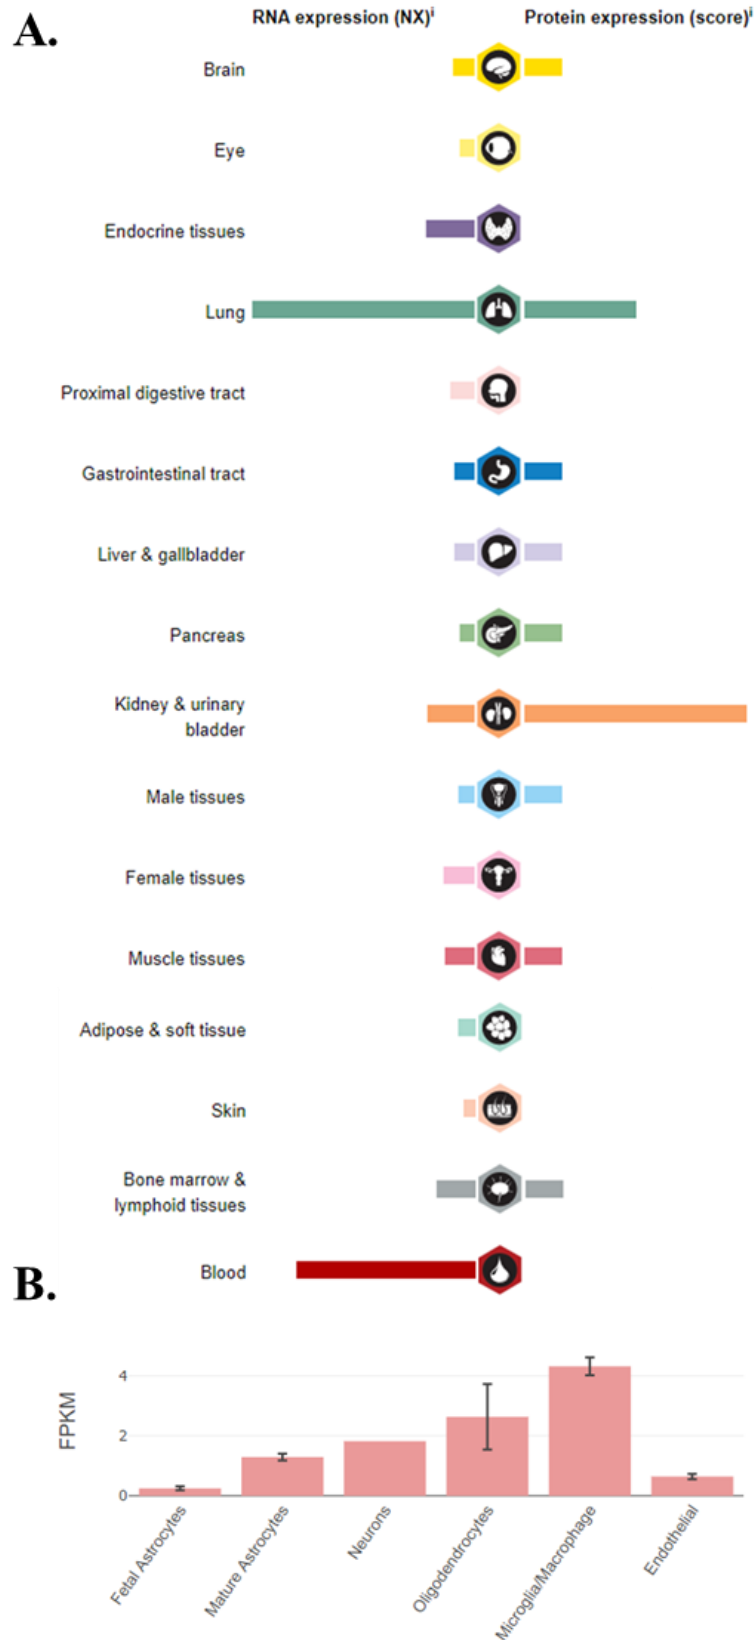 A.
RNA expression (NX)i
Protein expression (score)i
Brain
Eye
Endocrine tissues
Lung
Proximal digestive tract
Gastrointestinal tract
Liver & gallbladder
Pancreas
Kidney & urinary
bladder
Male tissues
Female tissues
Muscle tissues
Adipose & soft tissue
Skin
Bone marrow &
lymphoid tissues
Blood
B.
FPKM
4
2
0
Fetal Astrocytes
Mature Astrocytes
Neurons
Oligodendrocytes
Microglia/Macrophage
Endothelial